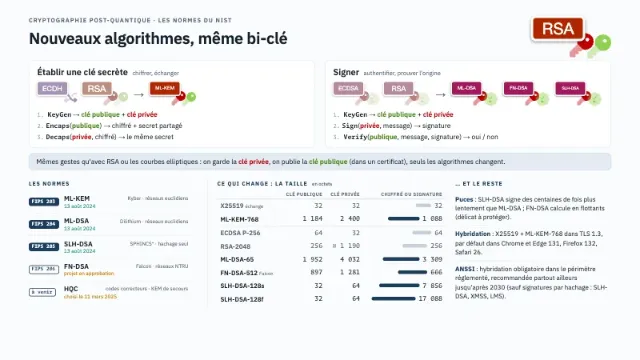 CRYPTOGRAPHIE POST-QUANTIQUE · LES NORMES DU NIST
Nouveaux algorithmes, même bi-clé
RSA
Établir une clé secrète chiffrer, échanger
ECDH RSA → ML-KEM
1. KeyGen → clé publique + clé privée
2. Encaps(publique) → chiffré + secret partagé
3. Decaps(privée, chiffré) → le même secret
Signer authentifier, prouver l'origine
ECDSA RSA → ML-DSA FN-DSA SLH-DSA
1. KeyGen → clé publique + clé privée
2. Sign(privée, message) → signature
3. Verify(publique, message, signature) → oui / non
Mêmes gestes qu'avec RSA ou les courbes elliptiques : on garde la clé privée, on publie la clé publique (dans un certificat), seuls les algorithmes changent.
LES NORMES
FIPS 203 ML-KEM Kyber · réseaux euclidiens
13 août 2024
FIPS 204 ML-DSA Dilithium · réseaux euclidiens
13 août 2024
FIPS 205 SLH-DSA SPHINCS+ · hachage seul
13 août 2024
FIPS 206 FN-DSA Falcon · réseaux NTRU
projet en approbation
à venir HQC codes correcteurs · KEM de secours
choisi le 11 mars 2025
CE QUI CHANGE : LA TAILLE en octets
CLÉ PUBLIQUE CLÉ PRIVÉE CHIFFRÉ OU SIGNATURE
X25519 échange 32 32 32
ML-KEM-768 1 184 2 400 1 088
ECDSA P-256 64 32 64
RSA-2048 256 ≈ 1 190 256
ML-DSA-65 1 952 4 032 3 309
FN-DSA-512 Falcon 897 1 281 666
SLH-DSA-128s 32 64 7 856
SLH-DSA-128f 32 64 17 088
… ET LE RESTE
Puces : SLH-DSA signe des centaines de fois plus
lentement que ML-DSA ; FN-DSA calcule en flottants
(délicat à protéger).
Hybridation : X25519 + ML-KEM-768 dans TLS 1.3,
par défaut dans Chrome et Edge 131, Firefox 132,
Safari 26.
ANSSI : hybridation obligatoire dans le périmètre
réglementé, recommandée partout ailleurs
jusqu'après 2030 (sauf signatures par hachage : SLH-
DSA, XMSS, LMS).